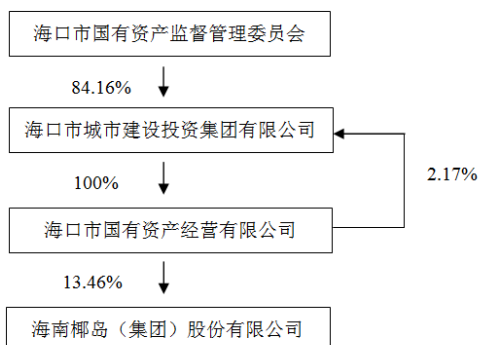 海口市国有资产监督管理委员会
84.16%
海口市城市建设投资集团有限公司
100%
2.17%
海口市国有资产经营有限公司
13.46%
海南椰岛（集团）股份有限公司